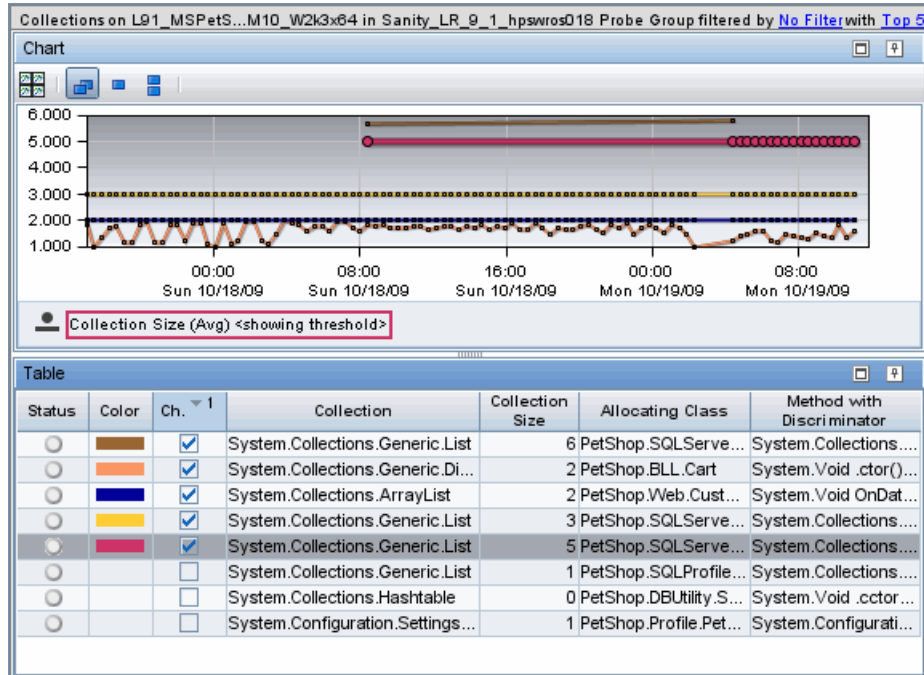 Collections on L91_MSPetS...M10_W2k3x64 in Sanity_LR_9_1_hpswros018 Probe Group filtered by No Filter with Top 5
Chart
6.000
5.000
4.000
3.000
2.000
1.000
00:00 08:00 16:00 00:00 08:00
Sun 10/18/09 Sun 10/18/09 Sun 10/18/09 Mon 10/19/09 Mon 10/19/09
Collection Size (Avg) <showing threshold>
Table
Status Color Ch. 1 Collection Collection Size Allocating Class Method with Discriminator
System.Collections.Generic.List 6 PetShop.SQLServe... System.Collections....
System.Collections.Generic.Di... 2 PetShop.BLL.Cart System.Void .ctor()...
System.Collections.ArrayList 2 PetShop.Web.Cust... System.Void OnDat...
System.Collections.Generic.List 3 PetShop.SQLServe... System.Collections....
System.Collections.Generic.List 5 PetShop.SQLServe... System.Collections....
System.Collections.Generic.List 1 PetShop.SQLProfile... System.Collections....
System.Collections.Hashtable 0 PetShop.DBUtility.S... System.Void .cctor...
System.Configuration.Settings... 1 PetShop.Profile.Pet... System.Configurati...